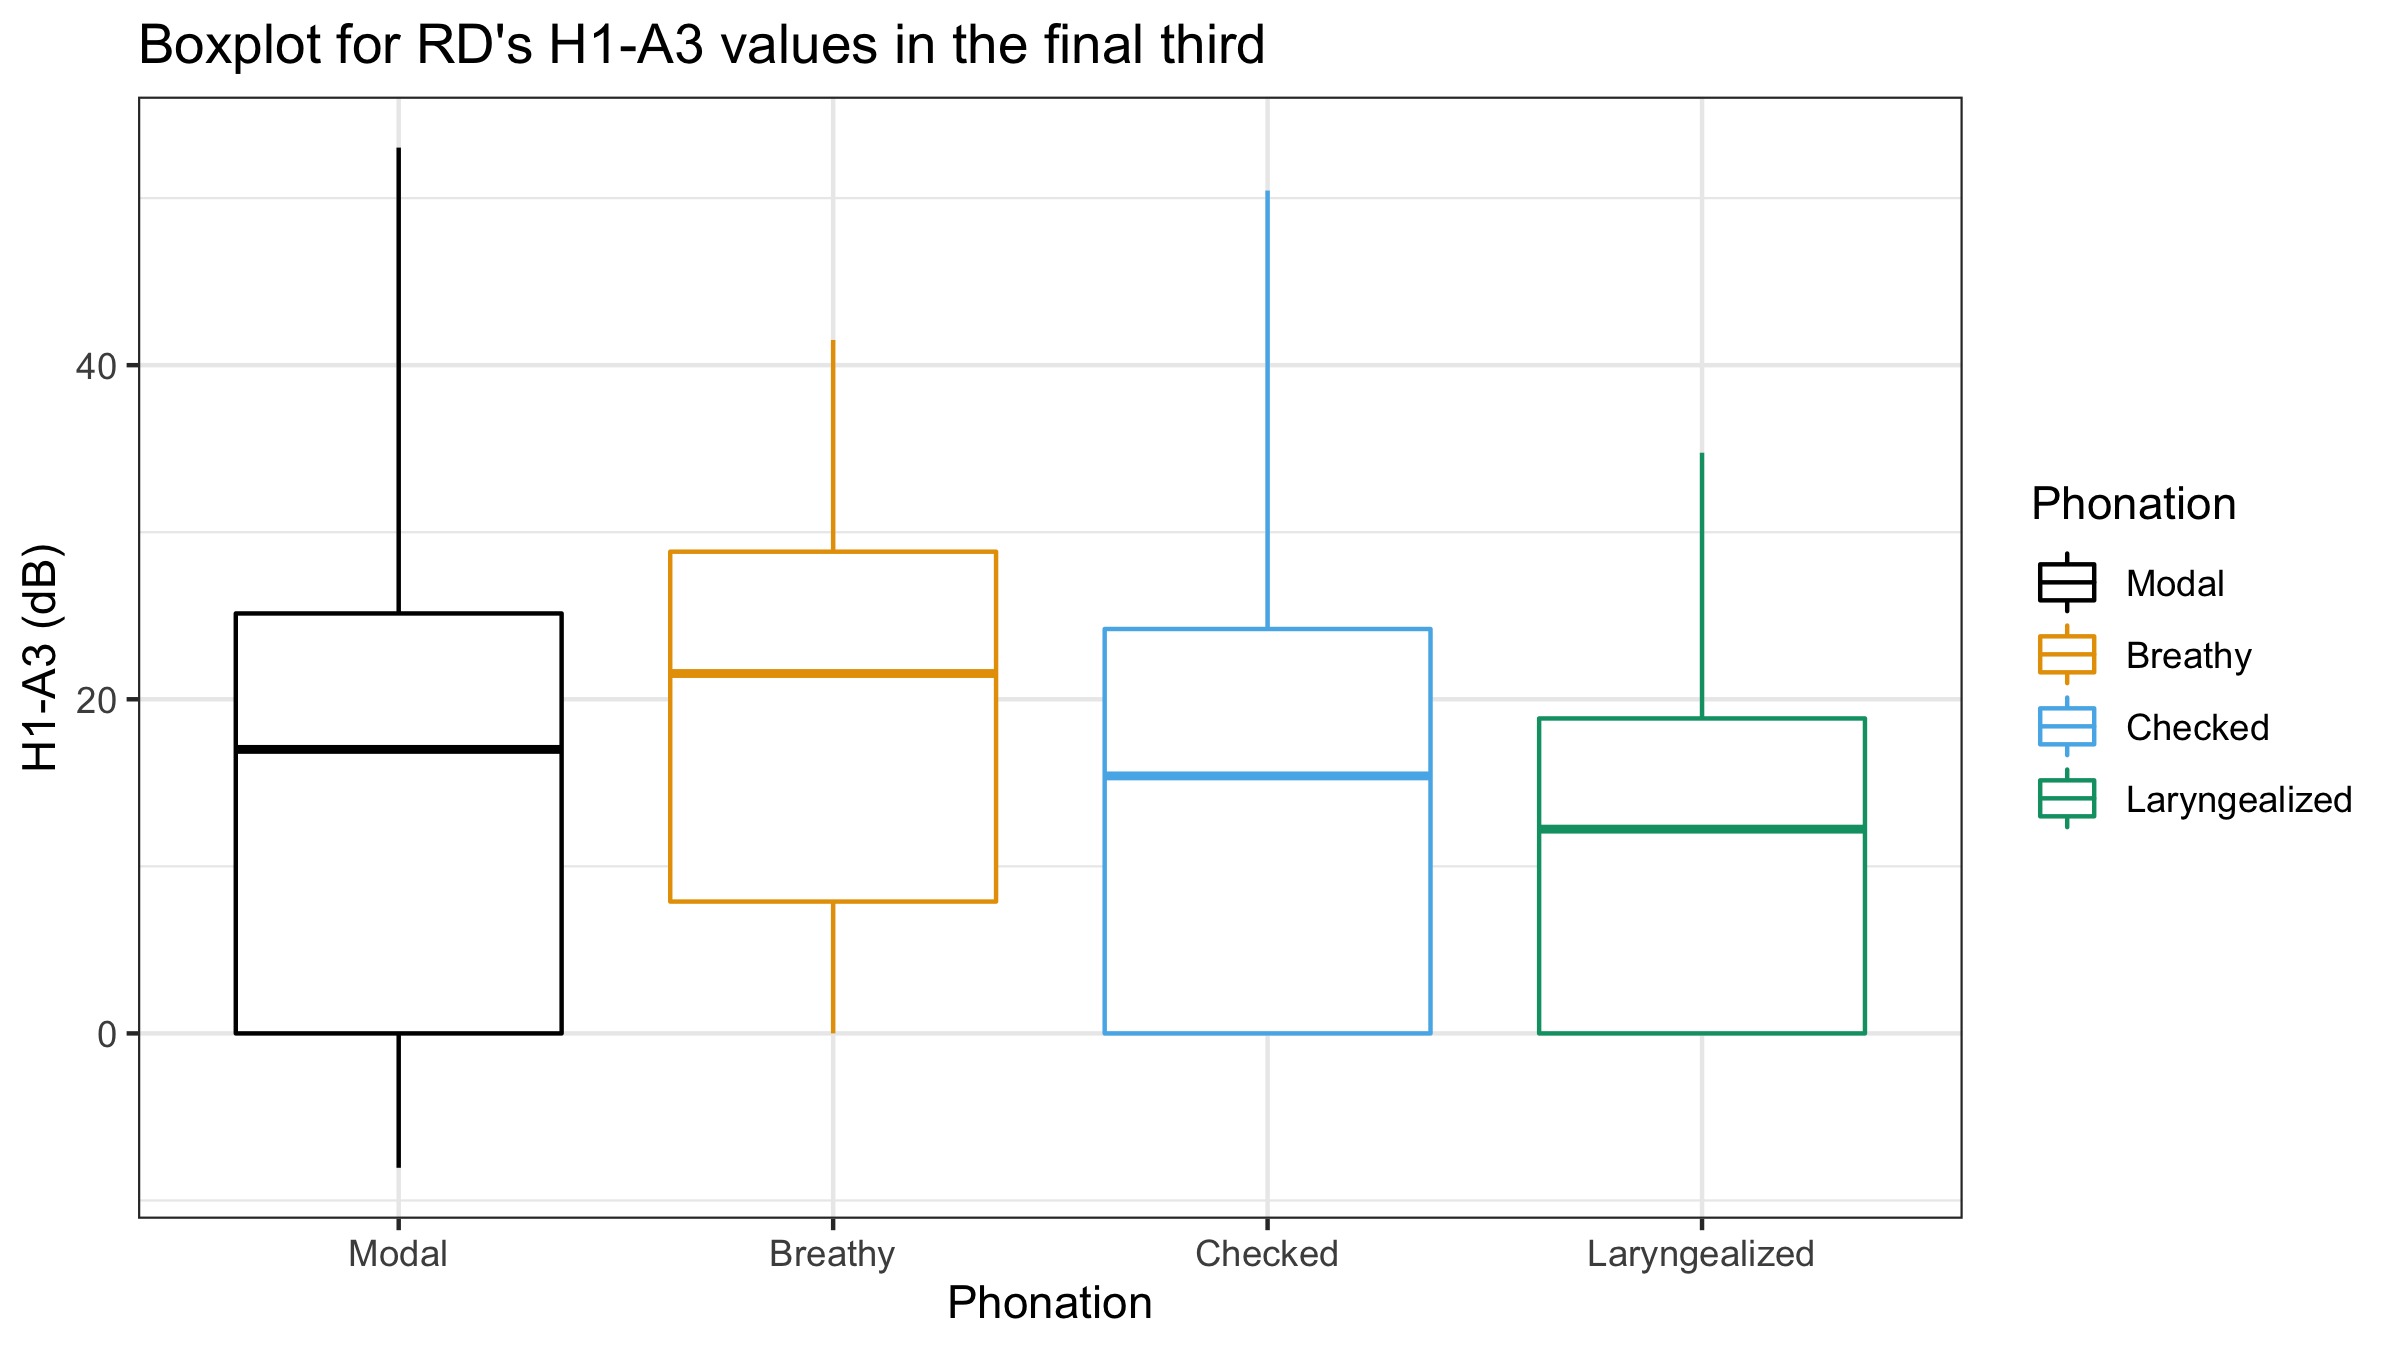 Boxplot for RD's H1-A3 values in the final third
H1-A3 (dB)
40
20
0
Modal
Breathy
Checked
Laryngealized
Phonation
Phonation
Modal
Breathy
Checked
Laryngealized